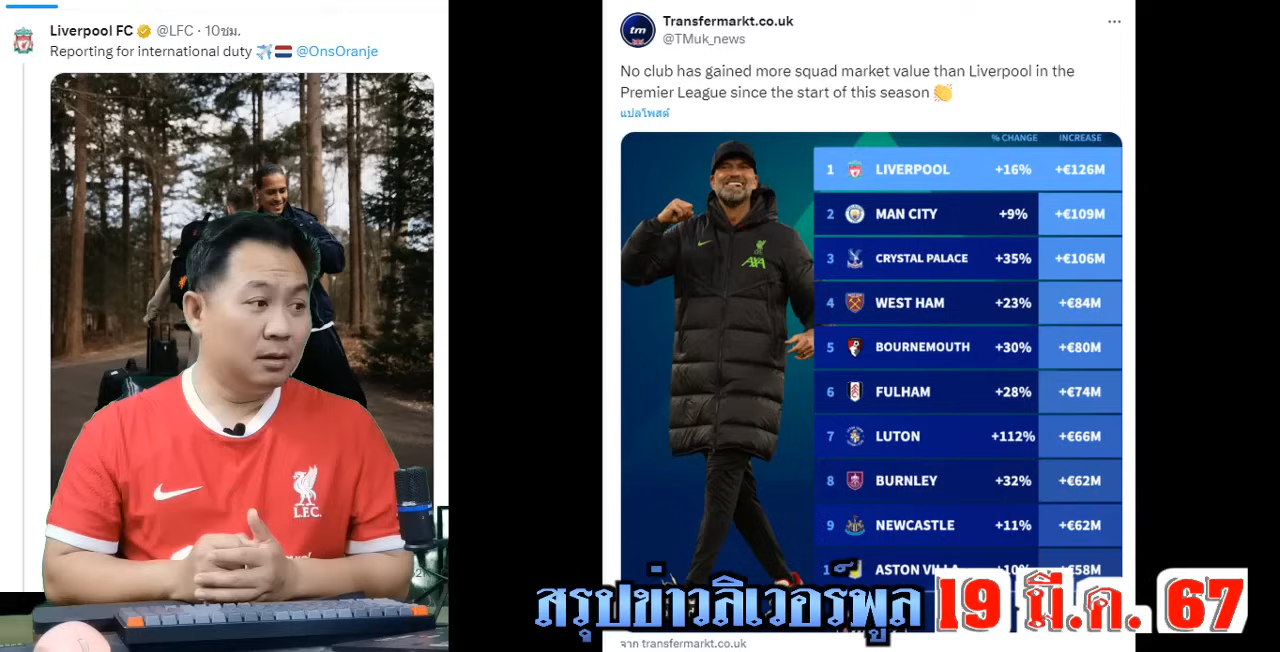 Liverpool FC @LFC · 10ชม.
Reporting for international duty @OnsOranje
L.F.C.
Transfermarkt.co.uk
@TMuk_news
No club has gained more squad market value than Liverpool in the
Premier League since the start of this season
แปลโพสต์
% CHANGE INCREASE
1 LIVERPOOL +16% +€126M
2 MAN CITY +9% +€109M
3 CRYSTAL PALACE +35% +€106M
4 WEST HAM +23% +€84M
5 BOURNEMOUTH +30% +€80M
6 FULHAM +28% +€74M
7 LUTON +112% +€66M
8 BURNLEY +32% +€62M
9 NEWCASTLE +11% +€62M
ASTON VILLA +10% €58M
สรุปข่าวลิเวอร์พูล 19 มี.ค. 67
จาก transfermarkt.co.uk